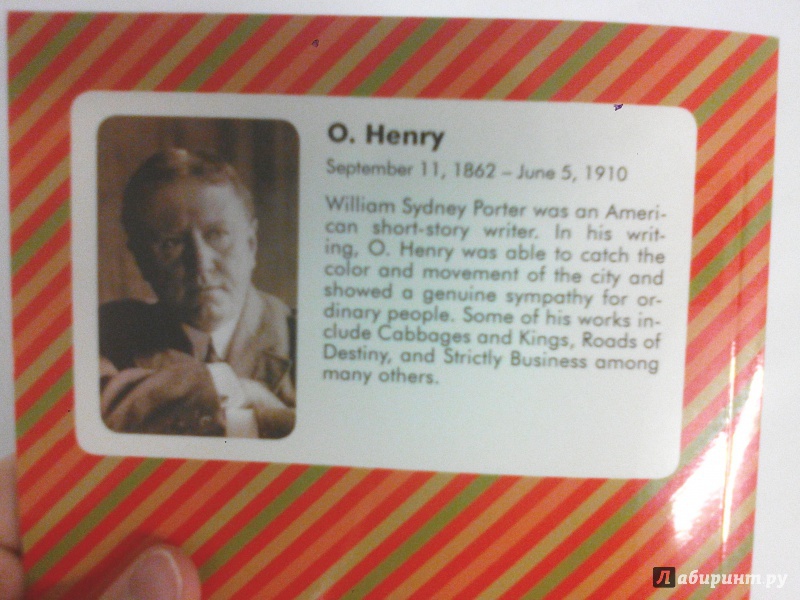 O. Henry
September 11, 1862 – June 5, 1910
William Sydney Porter was an Ameri-
can short-story writer. In his writ-
ing, O. Henry was able to catch the
color and movement of the city and
showed a genuine sympathy for or-
dinary people. Some of his works in-
clude Cabbages and Kings, Roads of
Destiny, and Strictly Business among
many others.
Лабиринт.ру